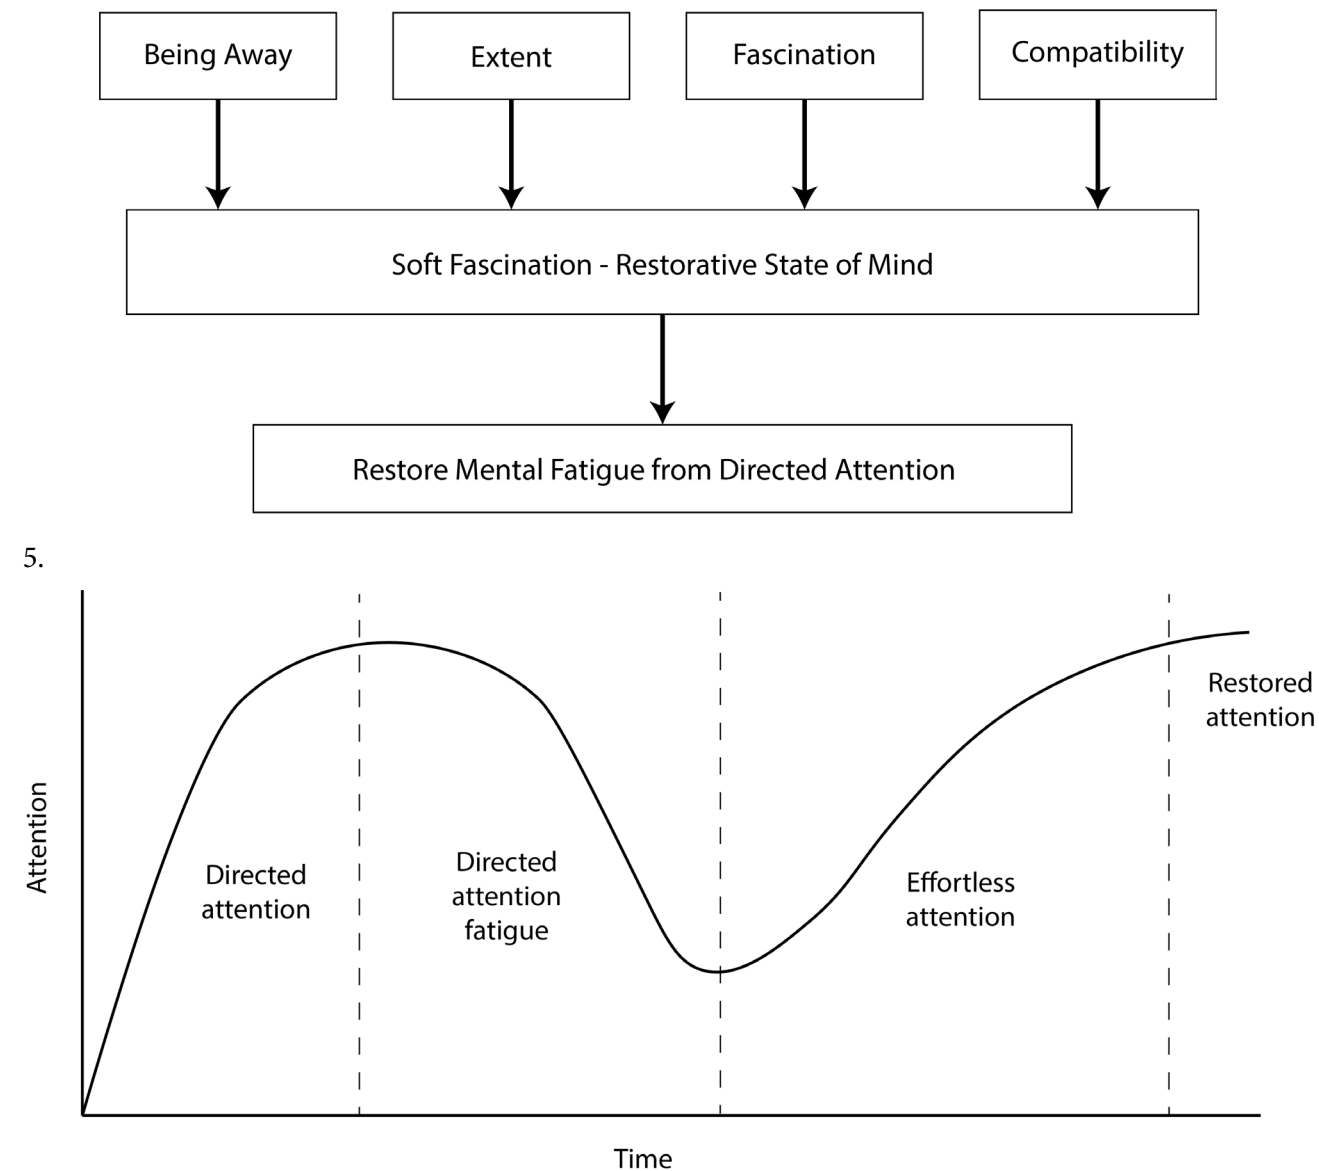 Being Away
Extent
Fascination
Compatibility
Soft Fascination - Restorative State of Mind
Restore Mental Fatigue from Directed Attention
5.
Attention
Directed
attention
Directed
attention
fatigue
Effortless
attention
Restored
attention
Time